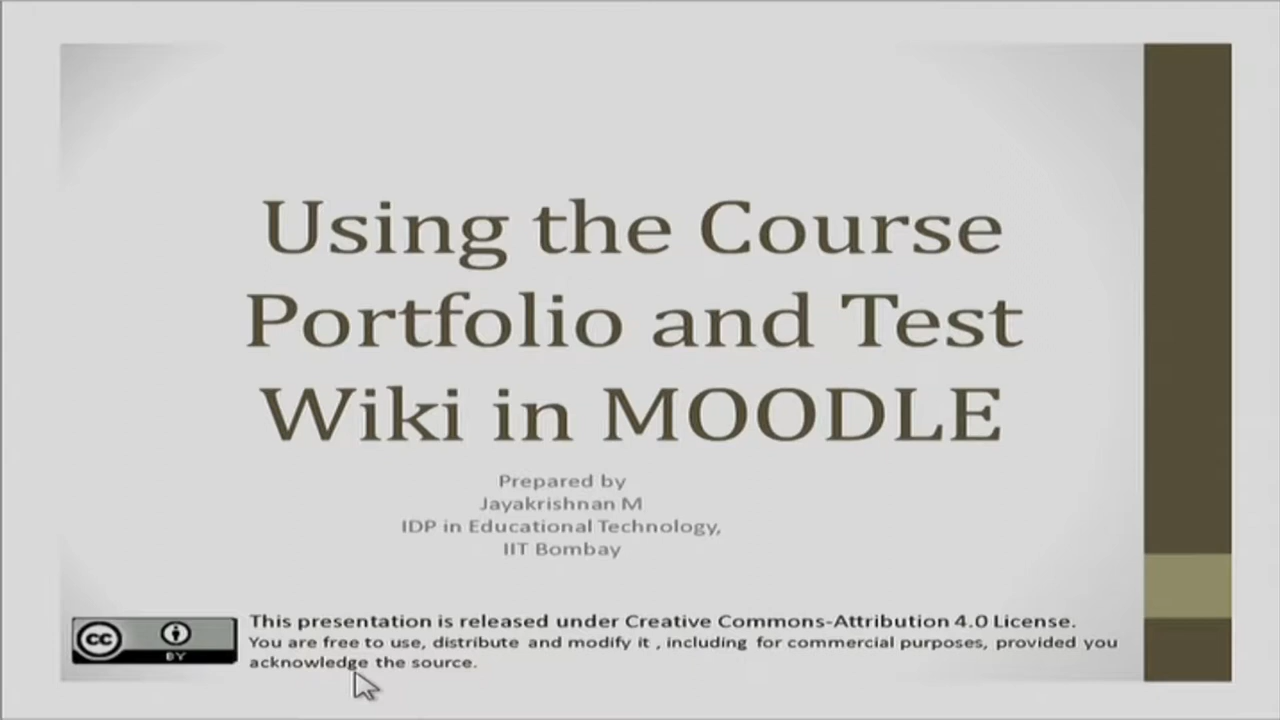 Using the Course
Portfolio and Test
Wiki in MOODLE
Prepared by
Jayakrishnan M
IDP in Educational Technology,
IIT Bombay
cc
BY
This presentation is released under Creative Commons-Attribution 4.0 License.
You are free to use, distribute and modify it , including for commercial purposes, provided you
acknowledge the source.